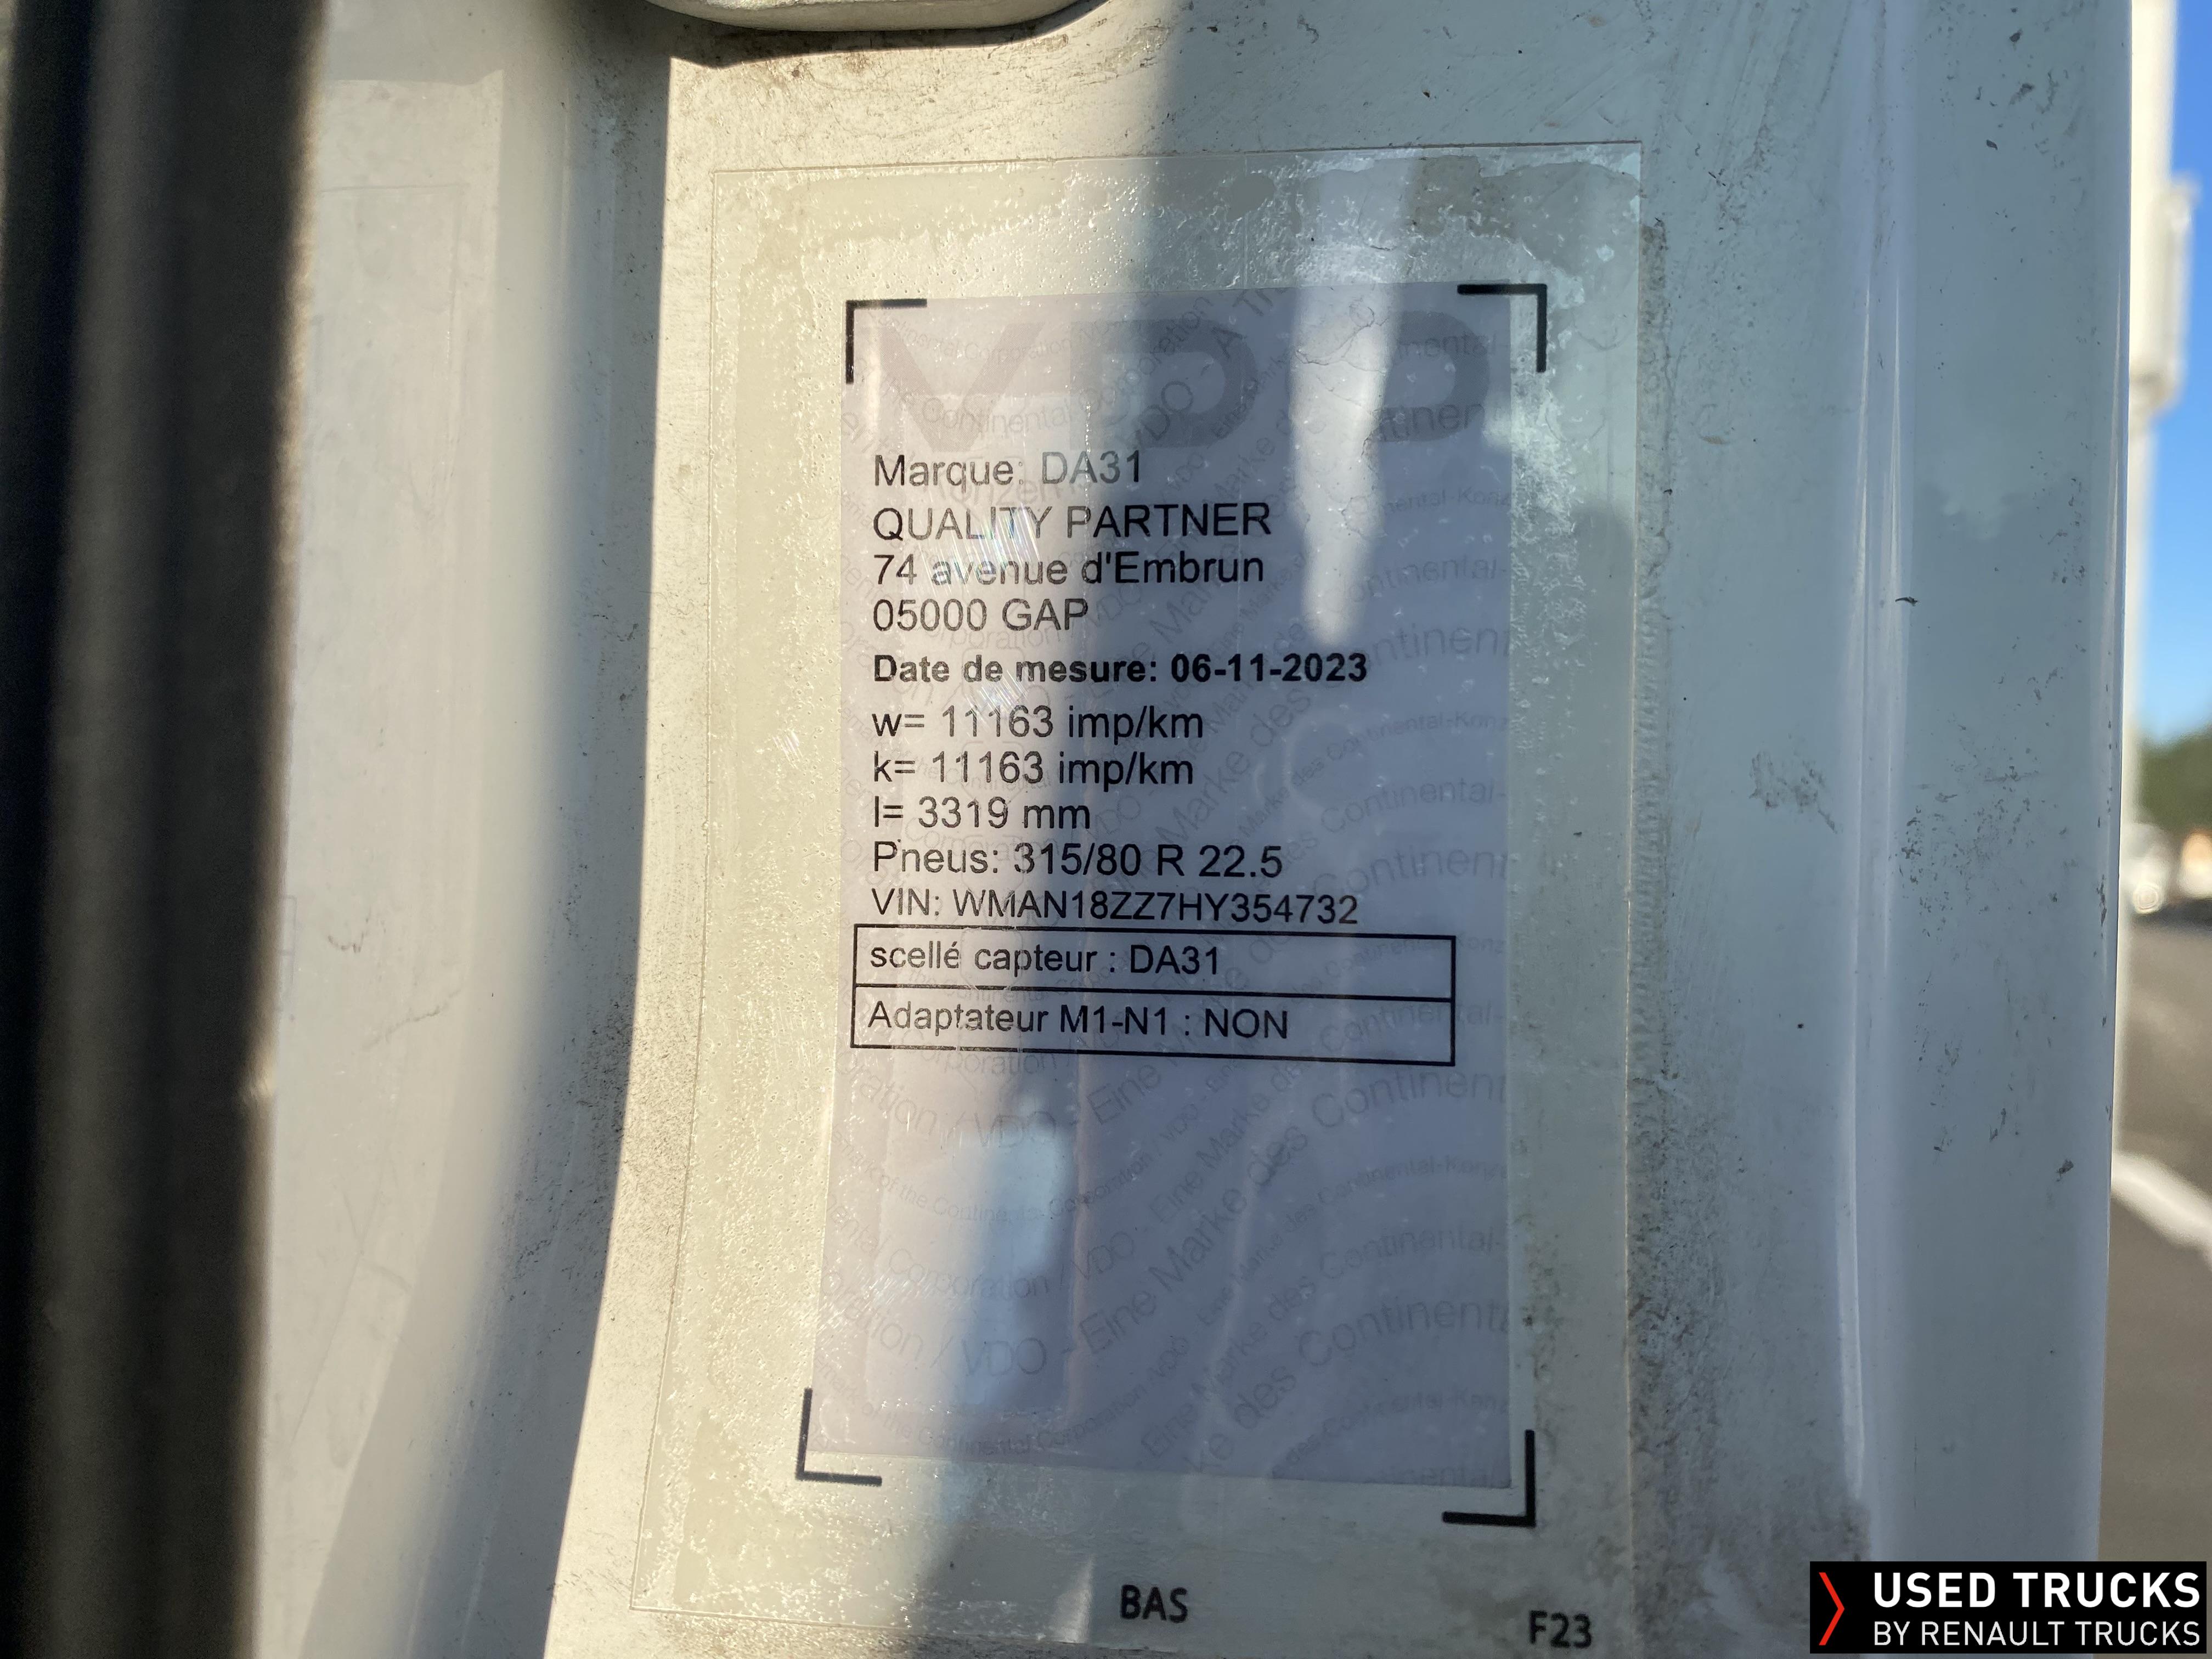 VDO
Marque: DA31
QUALITY PARTNER
74 avenue d'Embrun
05000 GAP
Date de mesure: 06-11-2023
w= 11163 imp/km
k= 11163 imp/km
l= 3319 mm
Pneus: 315/80 R 22.5
VIN: WMAN18ZZ7HY354732
scellé capteur : DA31
Adaptateur M1-N1 : NON
BAS
F23
USED TRUCKS
BY RENAULT TRUCKS